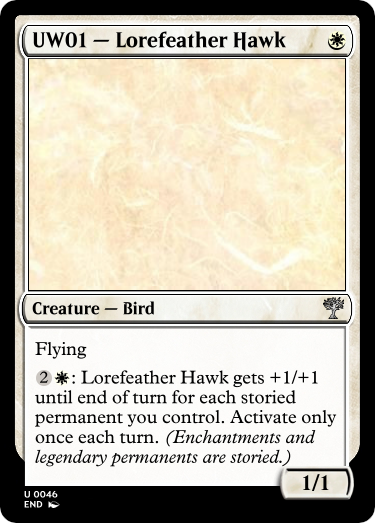 UW01 — Lorefeather Hawk
Creature — Bird
Flying
2 : Lorefeather Hawk gets +1/+1
until end of turn for each storied
permanent you control. Activate only
once each turn. (Enchantments and
legendary permanents are storied.)
1/1
U 0046
END